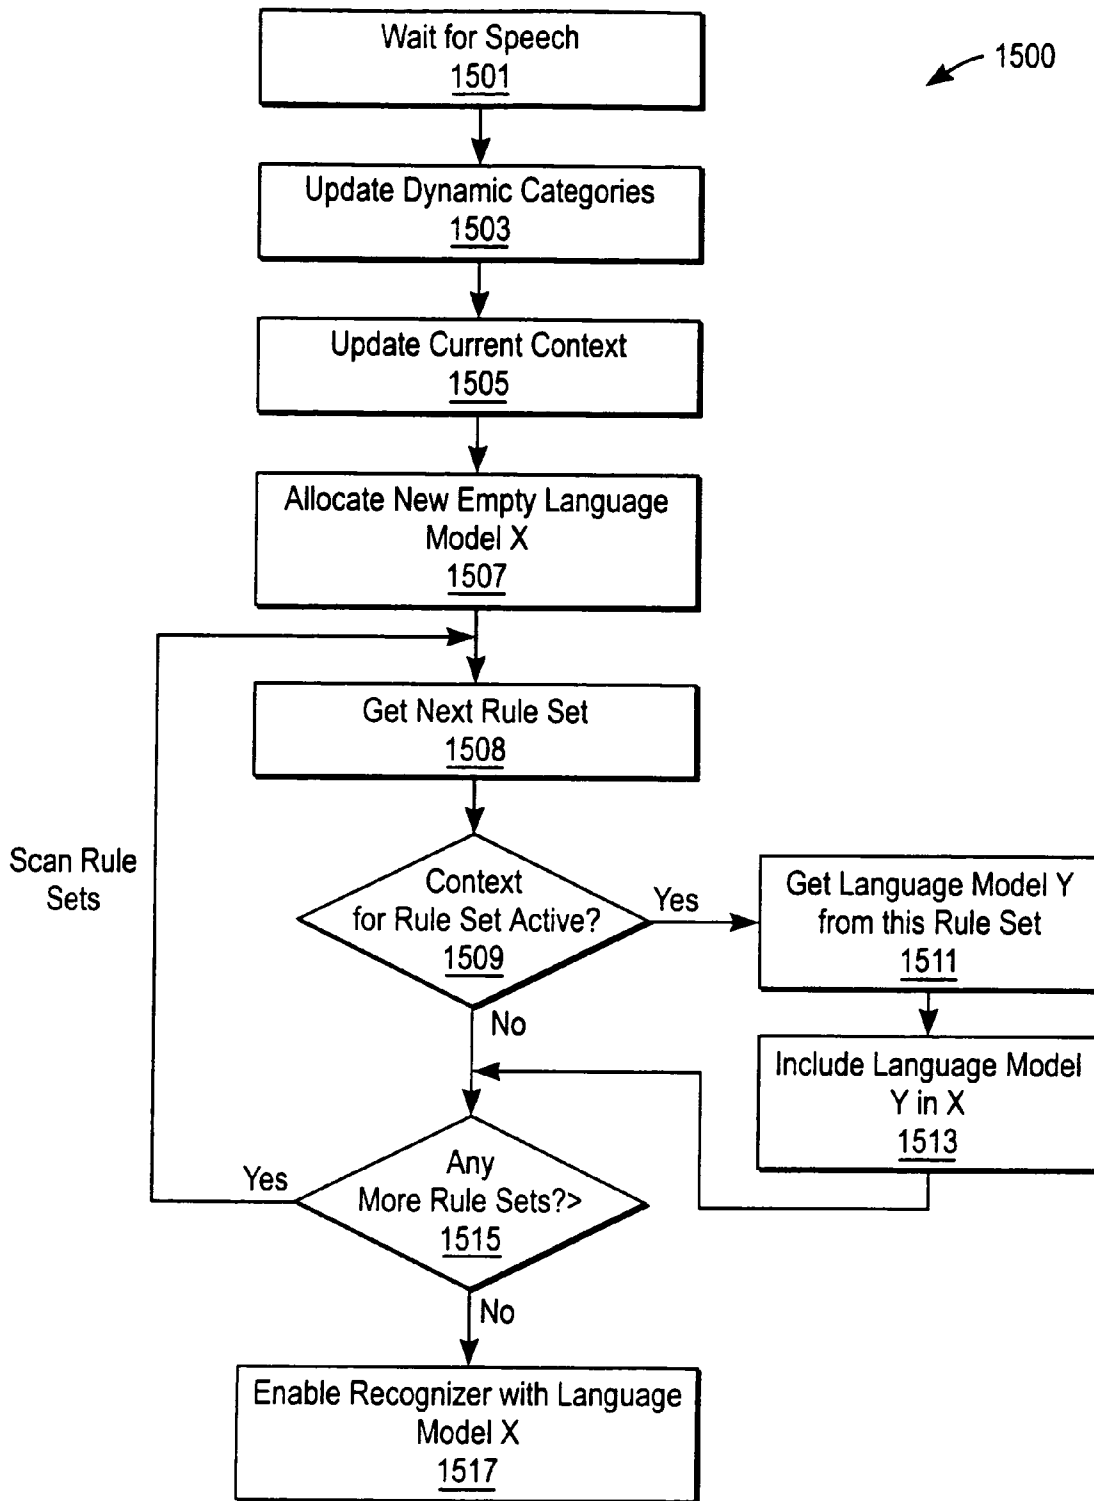 Wait for Speech
1501
1500
Update Dynamic Categories
1503
Update Current Context
1505
Allocate New Empty Language
Model X
1507
Get Next Rule Set
1508
Scan Rule
Sets
Context
for Rule Set Active?
1509
Yes
No
Get Language Model Y
from this Rule Set
1511
Include Language Model
Y in X
1513
Any
More Rule Sets?>
1515
Yes
No
Enable Recognizer with Language
Model X
1517